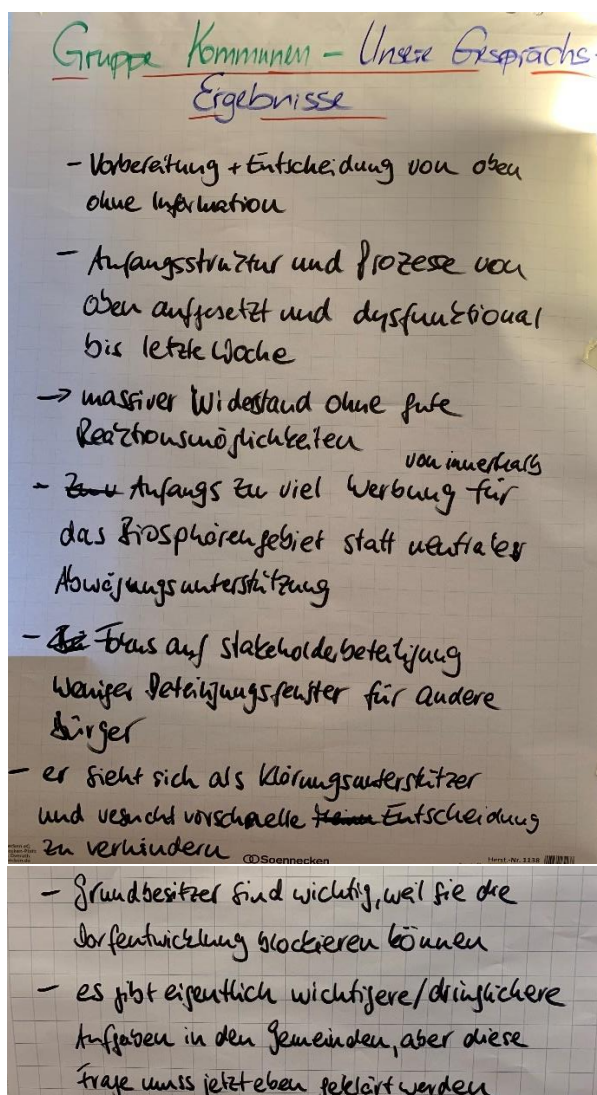 Gruppe Kommunen – Unsere Gesprächs-
Ergebnisse
- Vorbereitung + Entscheidung von oben
ohne Information
- Anfangsstruktur und Prozesse von
oben aufgesetzt und dysfunktional
bis letzte Woche
→ massiver Widerstand ohne gute
Reaktionsmöglichkeiten
von innerhalb
- Anfangs zu viel Werbung für
das Biosphärengebiet statt neutraler
Abwägungsunterstützung
- Fokus auf Stakeholderbeteiligung
weniger Beteiligungsfenster für andere
Bürger
- er sieht sich als Klärungsunterstützer
und versucht vorschnelle Entscheidung
zu verhindern
Soennecken
Herst.-Nr. 1138
- Grundbesitzer sind wichtig, weil sie die
Dorfentwicklung blockieren können
- es gibt eigentlich wichtigere/dringlichere
Aufgaben in den Gemeinden, aber diese
Frage muss jetzt eben geklärt werden